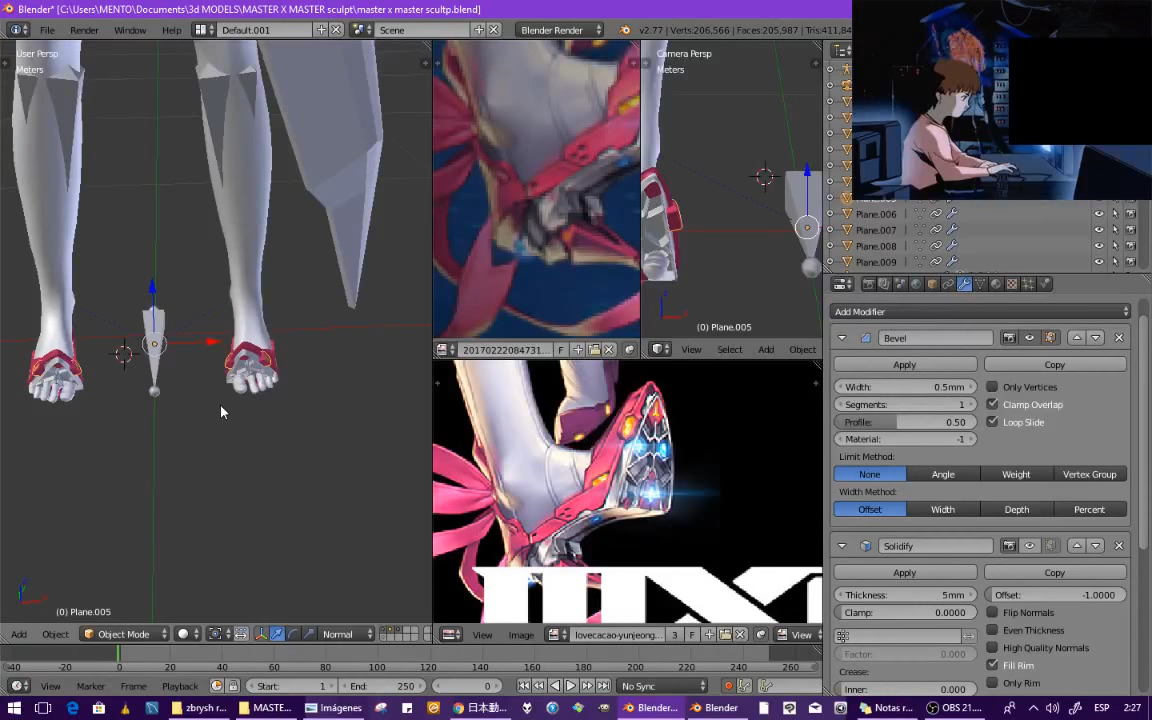 Blender* [C:\Users\MENTO\Documents\3d MODELS\MASTER X MASTER sculpt\master x master scultp.blend]
File Render Window Help Default.001 Scene Blender Render v2.77 | Verts:206,566 | Faces:205,987 | Tris:411,84
User Persp
Meters
Camera Persp
Meters
Plane.006
Plane.007
Plane.008
Plane.009
Add Modifier
(0) Plane.005
20170222084731... F View Select Add Object
Bevel
Apply Copy
Width: 0.5mm Only Vertices
Segments: 1 Clamp Overlap
Profile: 0.50 Loop Slide
Material: -1
Limit Method:
None Angle Weight Vertex Group
Width Method:
Offset Width Depth Percent
Solidify
Apply Copy
Thickness: 5mm Offset: -1.0000
Clamp: 0.0000 Flip Normals
Even Thickness
High Quality Normals
Factor: 0.000
Fill Rim
Crease:
Only Rim
Inner: 0.000
(0) Plane.005
Add Object Object Mode Normal View Image lovecacao-yunjeong... 3 F View
-40 -20 0 20 40 60 80 100 120 140 160 180 200 220 240 260
View Marker Frame Playback Start: 1 End: 250 0 No Sync
zbrysh r MASTE... Imágenes 日本動... Blender... Blender Notas r... OBS 21.... ESP 2:27